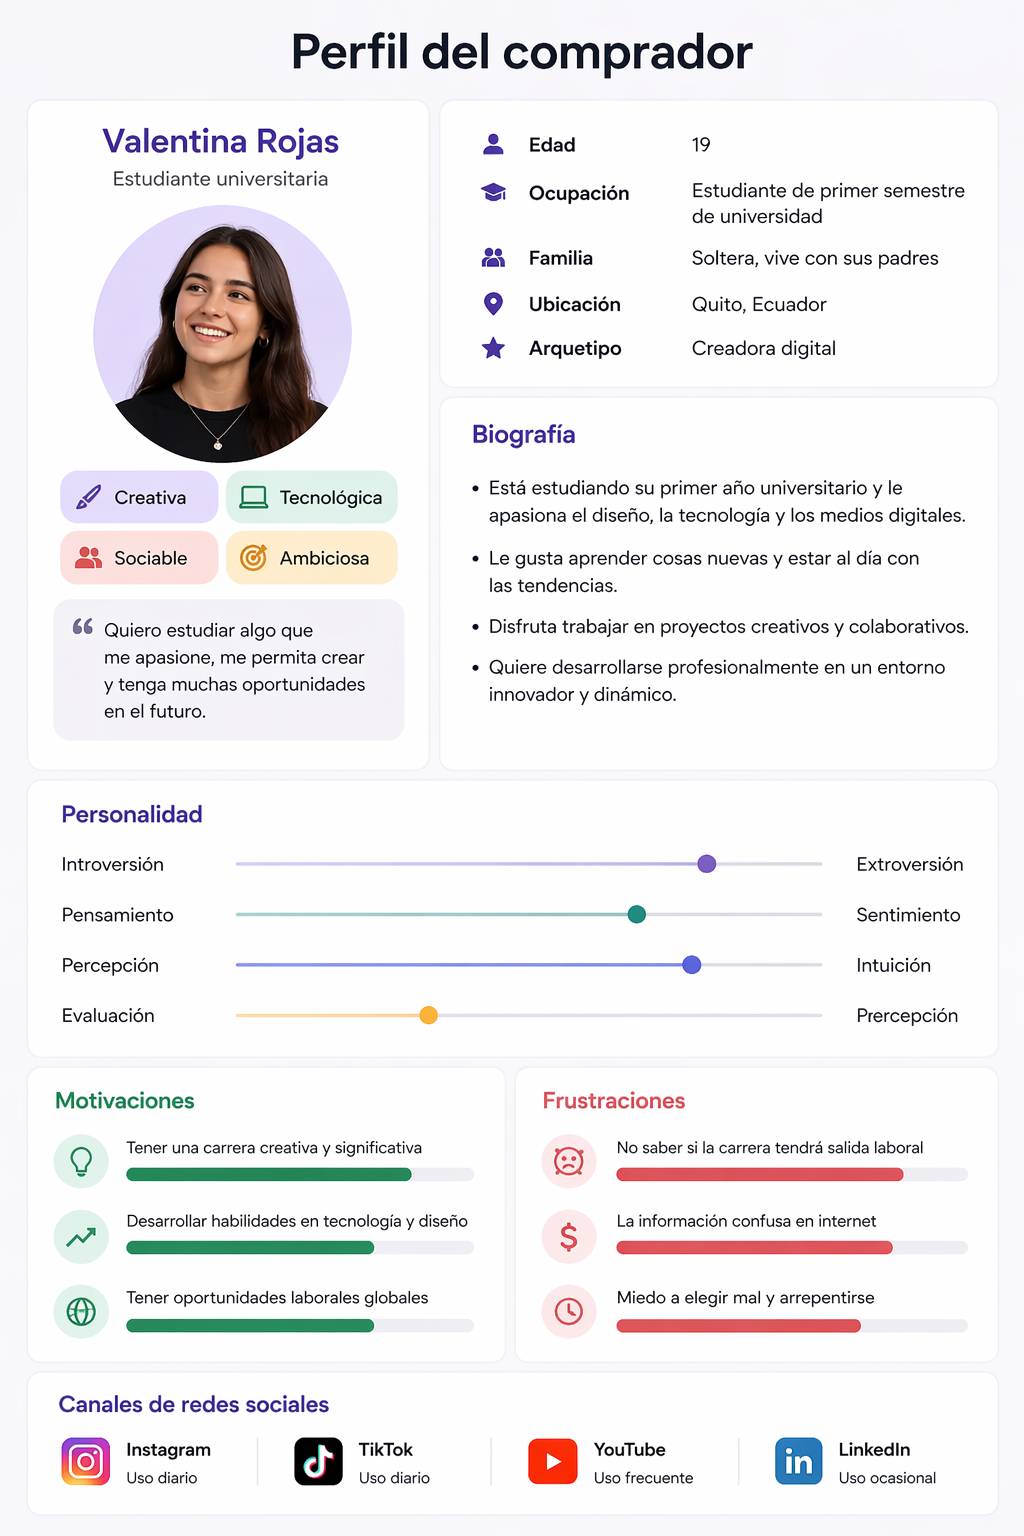 Perfil del comprador
Valentina Rojas
Estudiante universitaria
Creativa
Tecnológica
Sociable
Ambiciosa
“ Quiero estudiar algo que
me apasione, me permita crear
y tenga muchas oportunidades
en el futuro.
Edad 19
Ocupación Estudiante de primer semestre
de universidad
Familia Soltera, vive con sus padres
Ubicación Quito, Ecuador
Arquetipo Creadora digital
Biografía
• Está estudiando su primer año universitario y le
apasiona el diseño, la tecnología y los medios digitales.
• Le gusta aprender cosas nuevas y estar al día con
las tendencias.
• Disfruta trabajar en proyectos creativos y colaborativos.
• Quiere desarrollarse profesionalmente en un entorno
innovador y dinámico.
Personalidad
Introversión Extroversión
Pensamiento Sentimiento
Percepción Intuición
Evaluación Prercepción
Motivaciones
Tener una carrera creativa y significativa
Desarrollar habilidades en tecnología y diseño
Tener oportunidades laborales globales
Frustraciones
No saber si la carrera tendrá salida laboral
$ La información confusa en internet
Miedo a elegir mal y arrepentirse
Canales de redes sociales
Instagram
Uso diario
TikTok
Uso diario
YouTube
Uso frecuente
in
LinkedIn
Uso ocasional